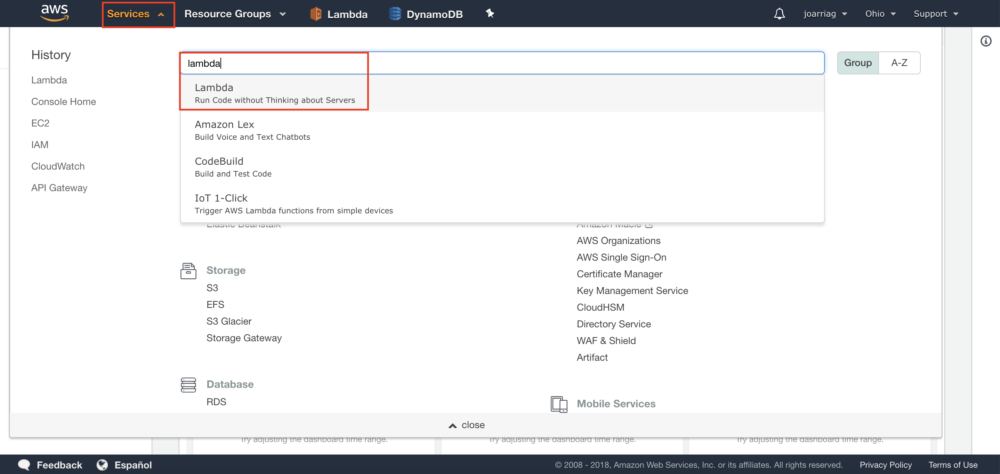 aws
Services
Resource Groups
Lambda
DynamoDB
joarriag
Ohio
Support
History
Lambda
Console Home
EC2
IAM
CloudWatch
API Gateway
lambda
Group
A-Z
Lambda
Run Code without Thinking about Servers
Amazon Lex
Build Voice and Text Chatbots
CodeBuild
Build and Test Code
IoT 1-Click
Trigger AWS Lambda functions from simple devices
Elastic Beanstalk
Storage
S3
EFS
S3 Glacier
Storage Gateway
Database
RDS
Amazon Macie
AWS Organizations
AWS Single Sign-On
Certificate Manager
Key Management Service
CloudHSM
Directory Service
WAF & Shield
Artifact
Mobile Services
close
Try adjusting the dashboard time range.
Try adjusting the dashboard time range.
Try adjusting the dashboard time range.
Feedback
Español
© 2008 - 2018, Amazon Web Services, Inc. or its affiliates. All rights reserved.
Privacy Policy
Terms of Use